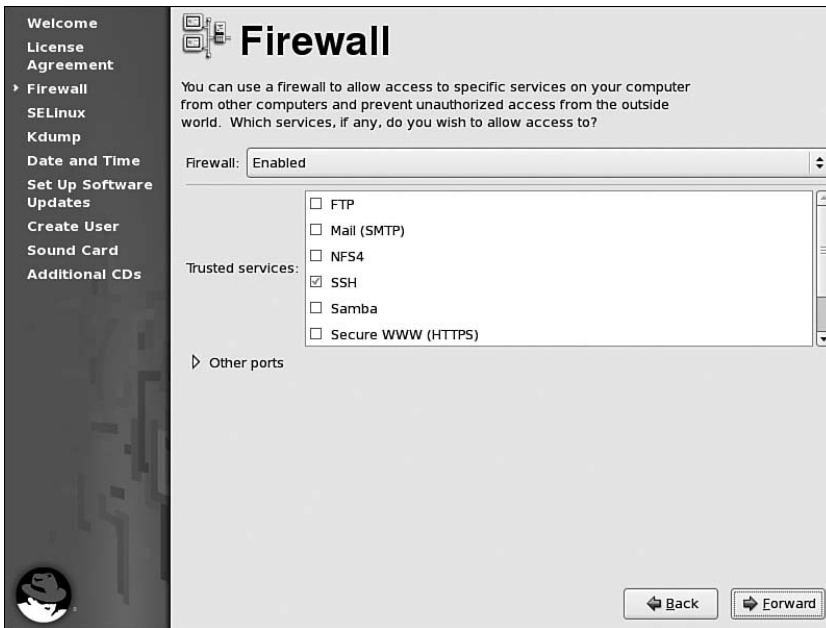 Welcome
License
Agreement
Firewall
SELinux
Kdump
Date and Time
Set Up Software
Updates
Create User
Sound Card
Additional CDs
Firewall
You can use a firewall to allow access to specific services on your computer
from other computers and prevent unauthorized access from the outside
world. Which services, if any, do you wish to allow access to?
Firewall: Enabled
Trusted services:
FTP
Mail (SMTP)
NFS4
SSH
Samba
Secure WWW (HTTPS)
Other ports
Back
Forward